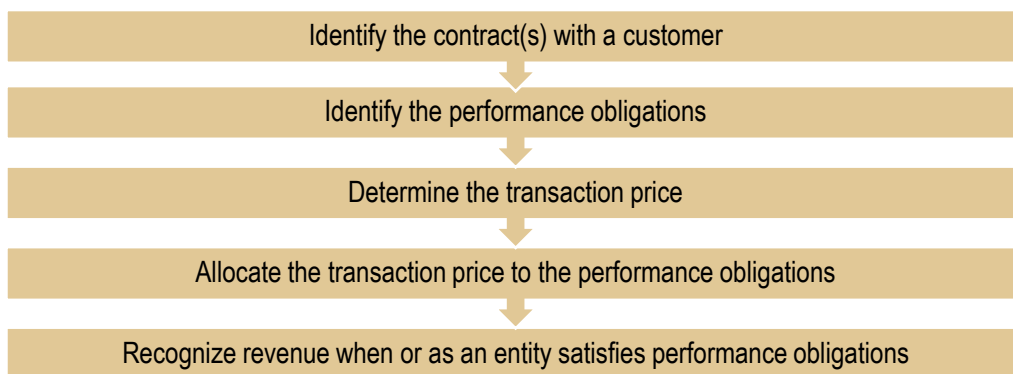 Identify the contract(s) with a customer
Identify the performance obligations
Determine the transaction price
Allocate the transaction price to the performance obligations
Recognize revenue when or as an entity satisfies performance obligations